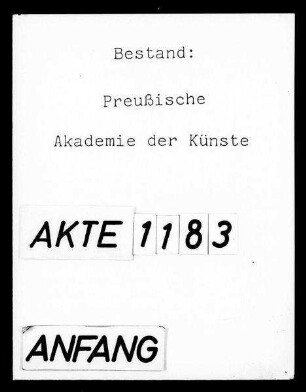 Bestand:
Preußische
Akademie der Künste
AKTE 1183
ANFANG